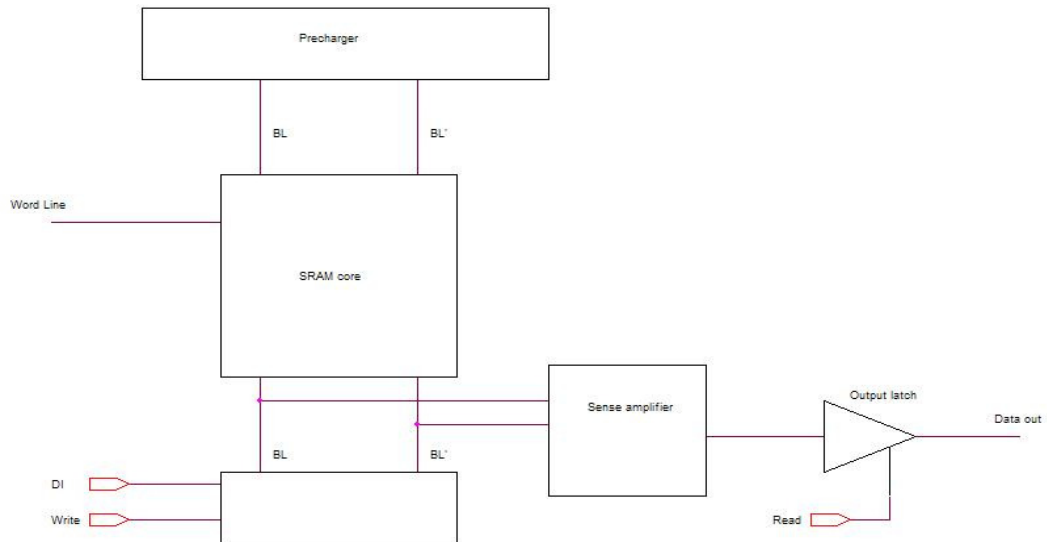 Precharger
BL
BL'
Word Line
SRAM core
Output latch
Sense amplifier
Data out
BL
BL'
DI
Write
Read